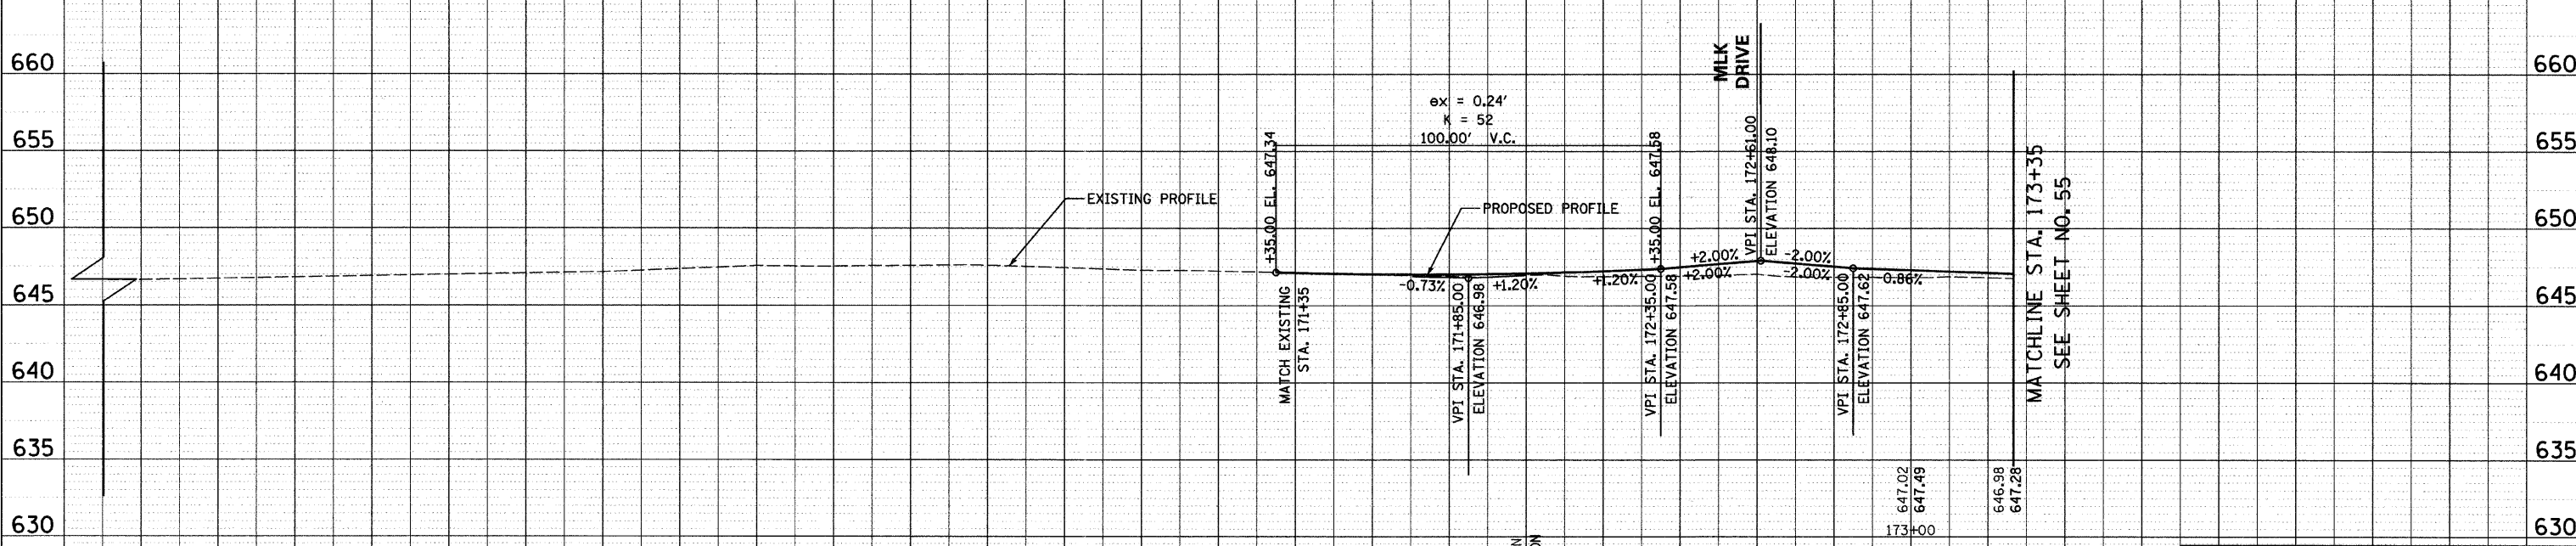 660
655
650
645
640
635
630
EXISTING PROFILE
MATCH EXISTING
STA. 171+35
+35.00 EL. 647.34
ex = 0.24'
K = 52
100.00' V.C.
PROPOSED PROFILE
-0.73%
+1.20%
VPI STA. 171+85.00
ELEVATION 646.98
+1.20%
+35.00 EL. 647.58
VPI STA. 172+35.00
ELEVATION 647.58
+2.00%
+2.00%
MLK
DRIVE
VPI STA. 172+61.00
ELEVATION 648.10
-2.00%
-2.00%
VPI STA. 172+85.00
ELEVATION 647.62
-0.86%
647.02
647.49
173+00
646.98
647.28
MATCHLINE STA. 173+35
SEE SHEET NO. 55
660
655
650
645
640
635
630